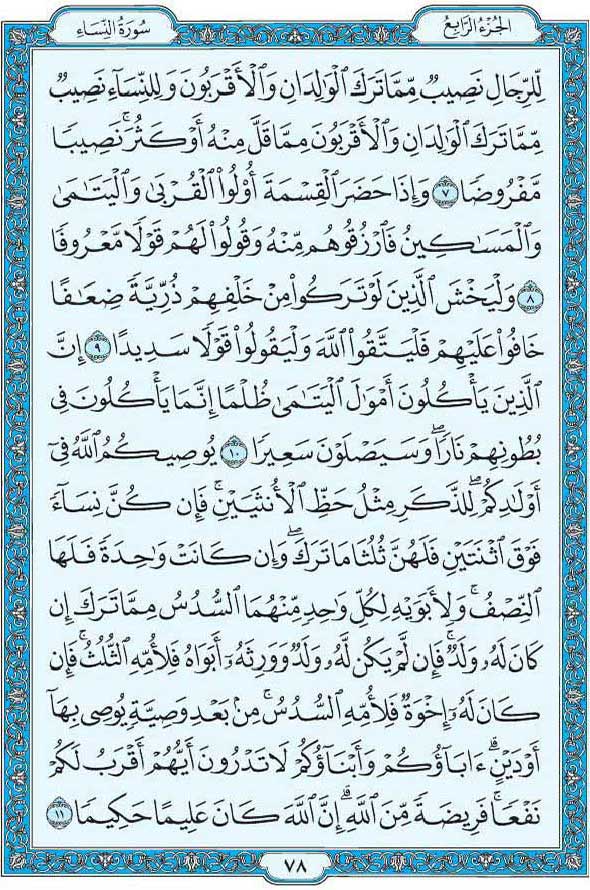 سُورَةُ النِّسَاءِ
الجُزْءُ الرَّابِعُ
لِّلرِّجَالِ نَصِيبٌ مِّمَّا تَرَكَ ٱلْوَٰلِدَانِ وَٱلْأَقْرَبُونَ وَلِلنِّسَآءِ نَصِيبٌ
مِّمَّا تَرَكَ ٱلْوَٰلِدَانِ وَٱلْأَقْرَبُونَ مِمَّا قَلَّ مِنْهُ أَوْ كَثُرَ ۚ نَصِيبًا
مَّفْرُوضًا ٧ وَإِذَا حَضَرَ ٱلْقِسْمَةَ أُو۟لُوا۟ ٱلْقُرْبَىٰ وَٱلْيَتَٰمَىٰ
وَٱلْمَسَٰكِينُ فَٱرْزُقُوهُم مِّنْهُ وَقُولُوا۟ لَهُمْ قَوْلًا مَّعْرُوفًا
٨ وَلْيَخْشَ ٱلَّذِينَ لَوْ تَرَكُوا۟ مِنْ خَلْفِهِمْ ذُرِّيَّةً ضِعَٰفًا
خَافُوا۟ عَلَيْهِمْ فَلْيَتَّقُوا۟ ٱللَّهَ وَلْيَقُولُوا۟ قَوْلًا سَدِيدًا ٩ إِنَّ
ٱلَّذِينَ يَأْكُلُونَ أَمْوَٰلَ ٱلْيَتَٰمَىٰ ظُلْمًا إِنَّمَا يَأْكُلُونَ فِى
بُطُونِهِمْ نَارًا ۖ وَسَيَصْلَوْنَ سَعِيرًا ١٠ يُوصِيكُمُ ٱللَّهُ فِىٓ
أَوْلَٰدِكُمْ ۖ لِلذَّكَرِ مِثْلُ حَظِّ ٱلْأُنثَيَيْنِ ۚ فَإِن كُنَّ نِسَآءً
فَوْقَ ٱثْنَتَيْنِ فَلَهُنَّ ثُلُثَا مَا تَرَكَ ۖ وَإِن كَانَتْ وَٰحِدَةً فَلَهَا
ٱلنِّصْفُ ۚ وَلِأَبَوَيْهِ لِكُلِّ وَٰحِدٍ مِّنْهُمَا ٱلسُّدُسُ مِمَّا تَرَكَ إِن
كَانَ لَهُۥ وَلَدٌ ۚ فَإِن لَّمْ يَكُن لَّهُۥ وَلَدٌ وَوَرِثَهُۥٓ أَبَوَاهُ فَلِأُمِّهِ ٱلثُّلُثُ ۚ فَإِن
كَانَ لَهُۥٓ إِخْوَةٌ فَلِأُمِّهِ ٱلسُّدُسُ ۚ مِنۢ بَعْدِ وَصِيَّةٍ يُوصِى بِهَآ
أَوْ دَيْنٍ ۗ ءَابَآؤُكُمْ وَأَبْنَآؤُكُمْ لَا تَدْرُونَ أَيُّهُمْ أَقْرَبُ لَكُمْ
نَفْعًا ۚ فَرِيضَةً مِّنَ ٱللَّهِ ۗ إِنَّ ٱللَّهَ كَانَ عَلِيمًا حَكِيمًا ١١
٧٨